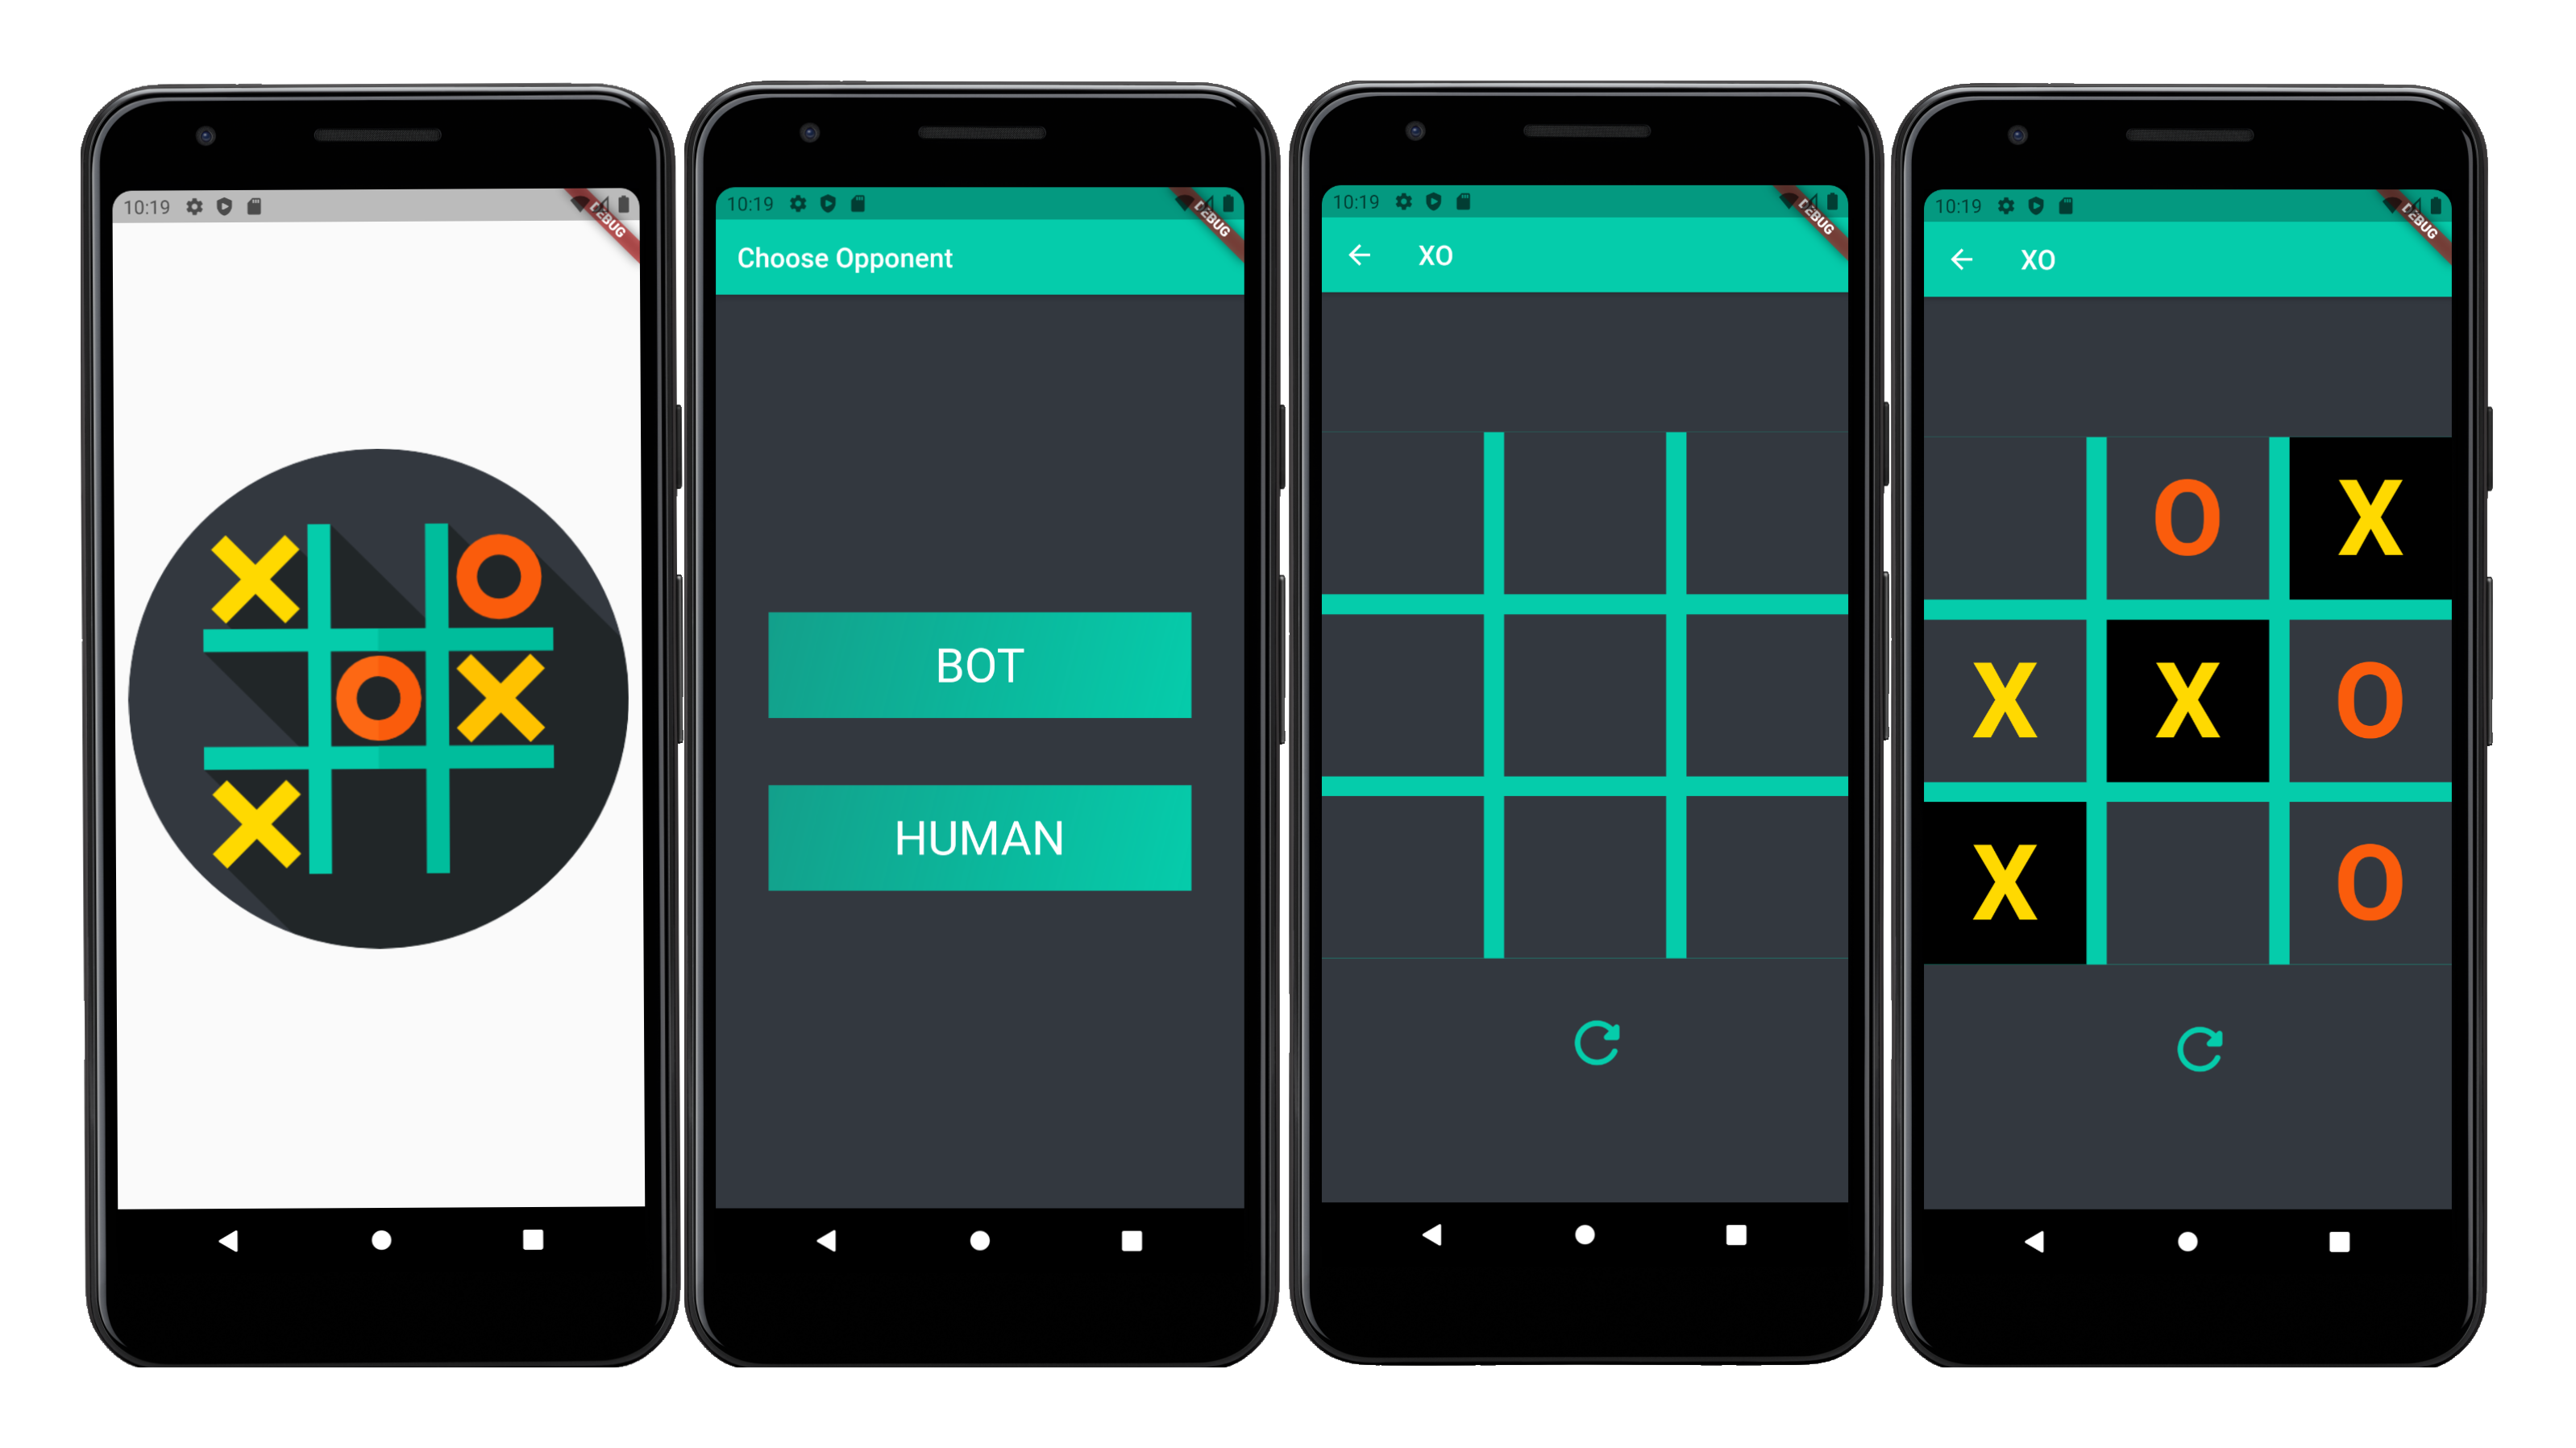 10:19
DEBUG
10:19
DEBUG
Choose Opponent
BOT
HUMAN
10:19
DEBUG
XO
10:19
DEBUG
XO
O X
X X O
X O